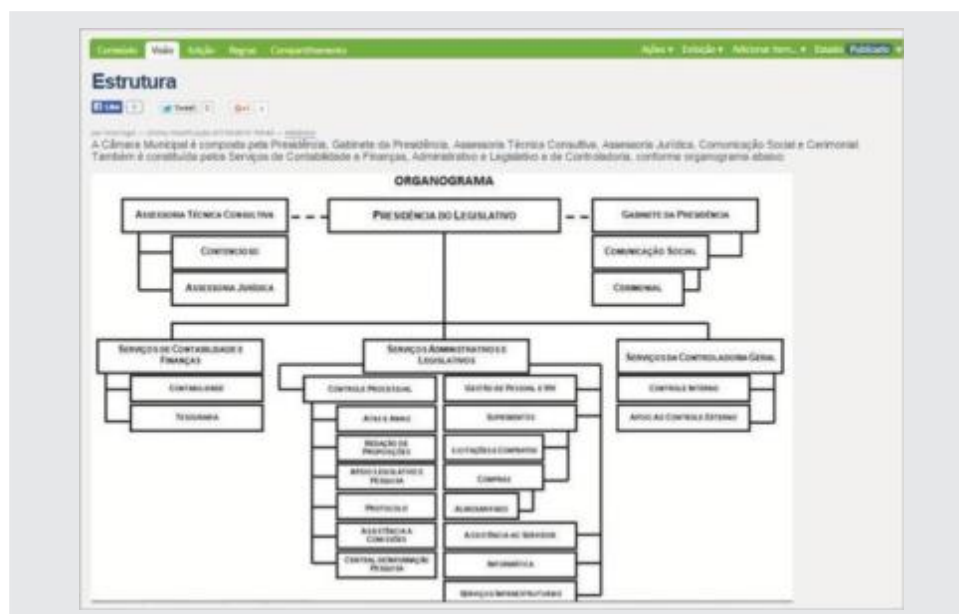 Conteúdo Visão Edição Regras Compartilhamento
Ações Exibição Adicionar item... Estado Publicado
Estrutura
Like
Tweet
A Câmara Municipal é composta pela Presidência, Gabinete da Presidência, Assessoria Técnica Consultiva, Assessoria Jurídica, Comunicação Social e Cerimonial.
Também é constituída pelos Serviços de Contabilidade e Finanças, Administrativo e Legislativo e de Controladoria, conforme organograma abaixo:
ORGANOGRAMA
ASSESSORIA TÉCNICA CONSULTIVA
PRESIDÊNCIA DO LEGISLATIVO
GABINETE DA PRESIDÊNCIA
CONTENCIOSO
COMUNICAÇÃO SOCIAL
ASSESSORIA JURÍDICA
CERIMONIAL
SERVIÇOS DE CONTABILIDADE E
FINANÇAS
SERVIÇOS ADMINISTRATIVOS E
LEGISLATIVOS
SERVIÇOS DA CONTROLADORIA GERAL
CONTABILIDADE
CONTROLE PROCESSUAL
GESTÃO DE PESSOAL E RH
CONTROLE INTERNO
TESOURARIA
ATAS E ANAIS
SUPRIMENTOS
APOIO AO CONTROLE EXTERNO
REDAÇÃO DE
PROPOSIÇÕES
LICITAÇÕES E CONTRATOS
APOIO LEGISLATIVO E
PESQUISA
COMPRAS
PROTOCOLO
ALMOXARIFADO
ASSISTÊNCIA A
COMISSÕES
ASSISTÊNCIA AO SERVIDOR
CENTRAL DE INFORMAÇÃO
PESQUISA
INFORMÁTICA
SERVIÇOS INFRAESTRUTURAIS